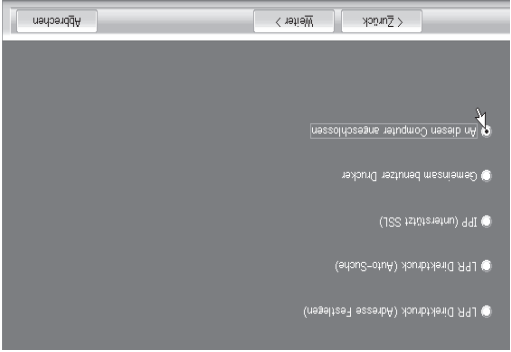 LPR Direktdruck (Adresse Festlegen)
LPR Direktdruck (Auto-Suche)
IPP (unterstützt SSL)
Gemeinsam benutzer Drucker
An diesen Computer angeschlossen
< Zurück
Weiter >
Abbrechen